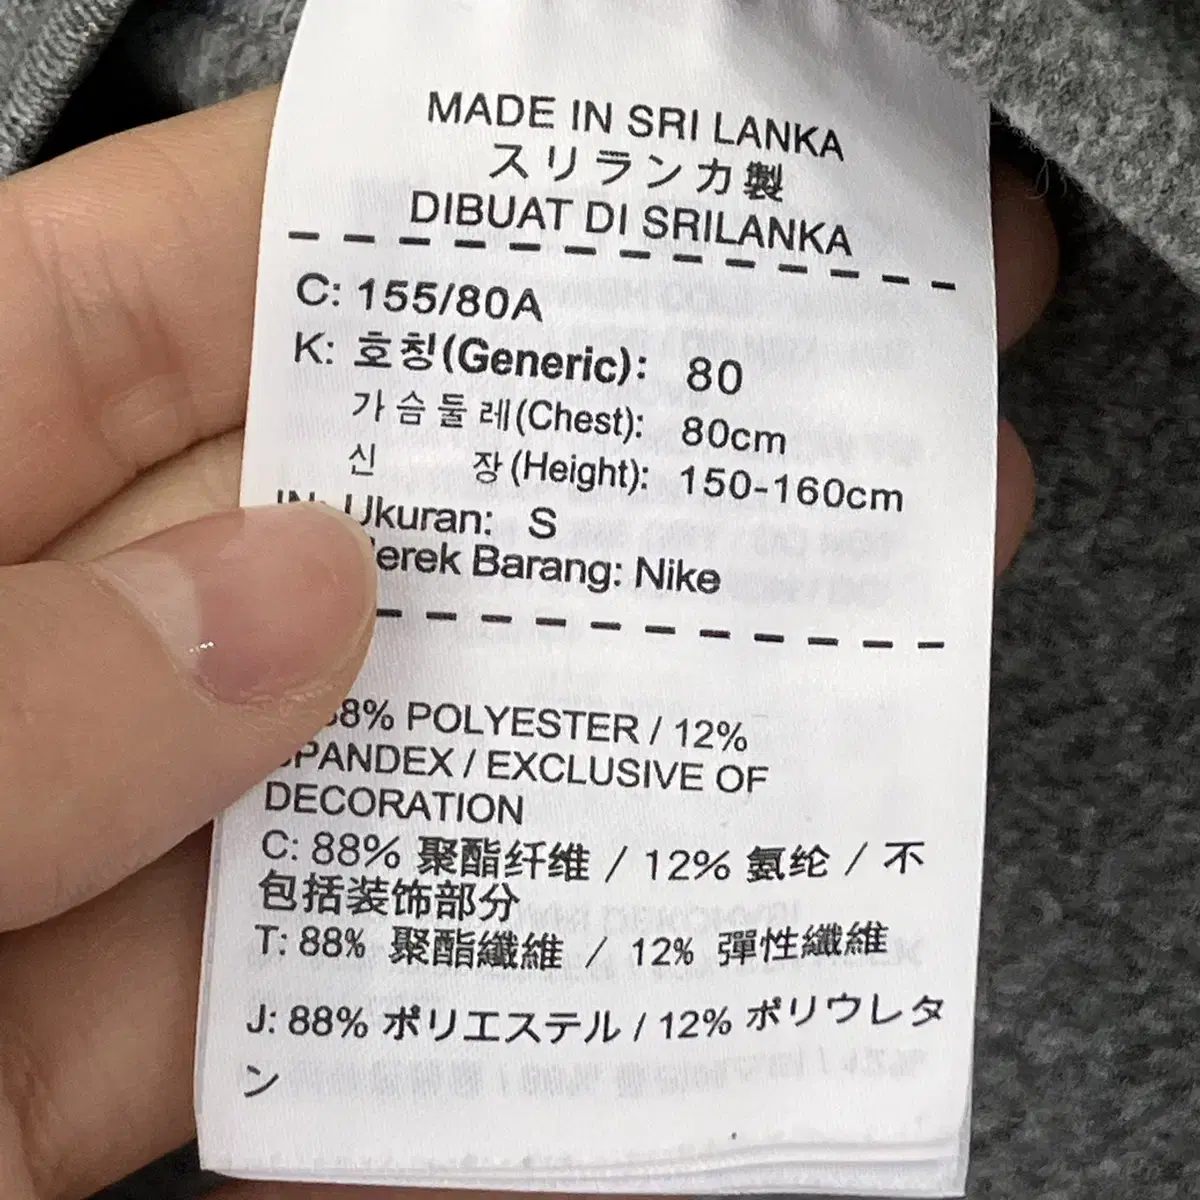 MADE IN SRI LANKA
スリランカ製
DIBUAT DI SRILANKA
C: 155/80A
K: 호칭(Generic): 80
가슴둘레(Chest): 80cm
신 장(Height): 150-160cm
IN: Ukuran: S
Barang: Nike
88% POLYESTER / 12%
SPANDEX / EXCLUSIVE OF
DECORATION
C: 88% 聚酯纤维 / 12% 氨纶 / 不
包括装饰部分
T: 88% 聚酯纖維 / 12% 彈性纖維
J: 88% ポリエステル / 12% ポリウレタ
ン